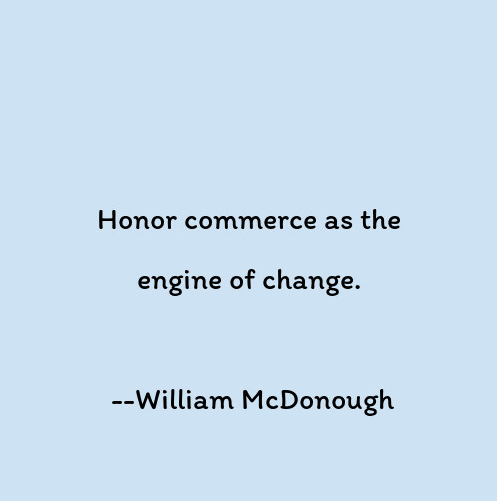 Honor commerce as the
engine of change.
--William McDonough